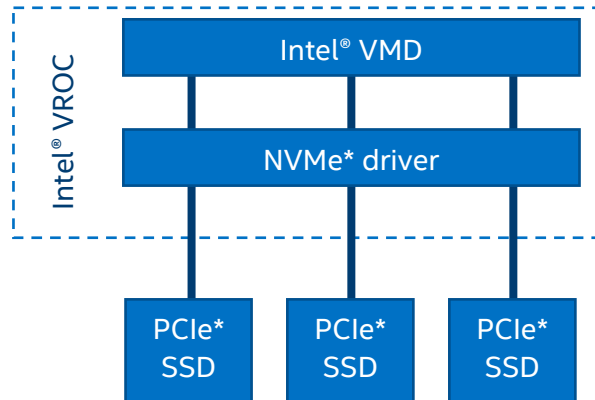 Intel® VMD
Intel® VROC
NVMe* driver
PCIe*
SSD
PCIe*
SSD
PCIe*
SSD